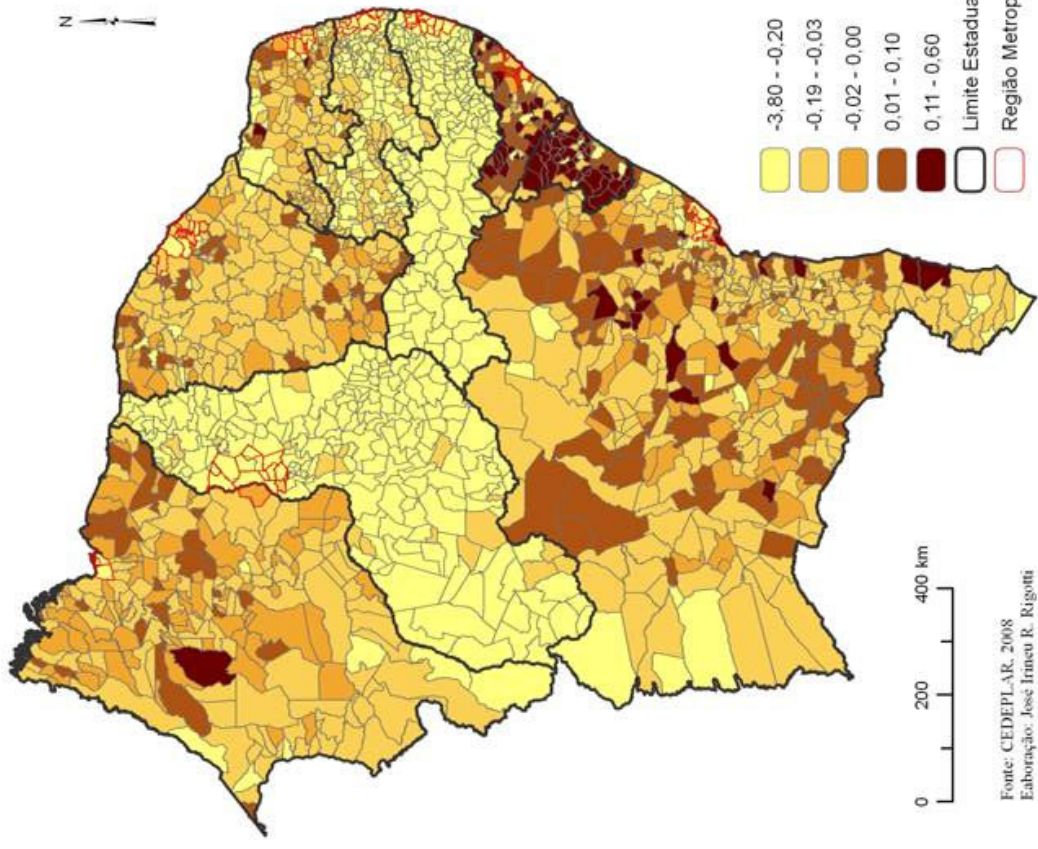 N
-3,80 - -0,20
-0,19 - -0,03
-0,02 - 0,00
0,01 - 0,10
0,11 - 0,60
Limite Estadua
Região Metrop
0 200 400 km
Fonte: CEDEPLAR, 2008
Eaboração: José Irineu R. Rigotti